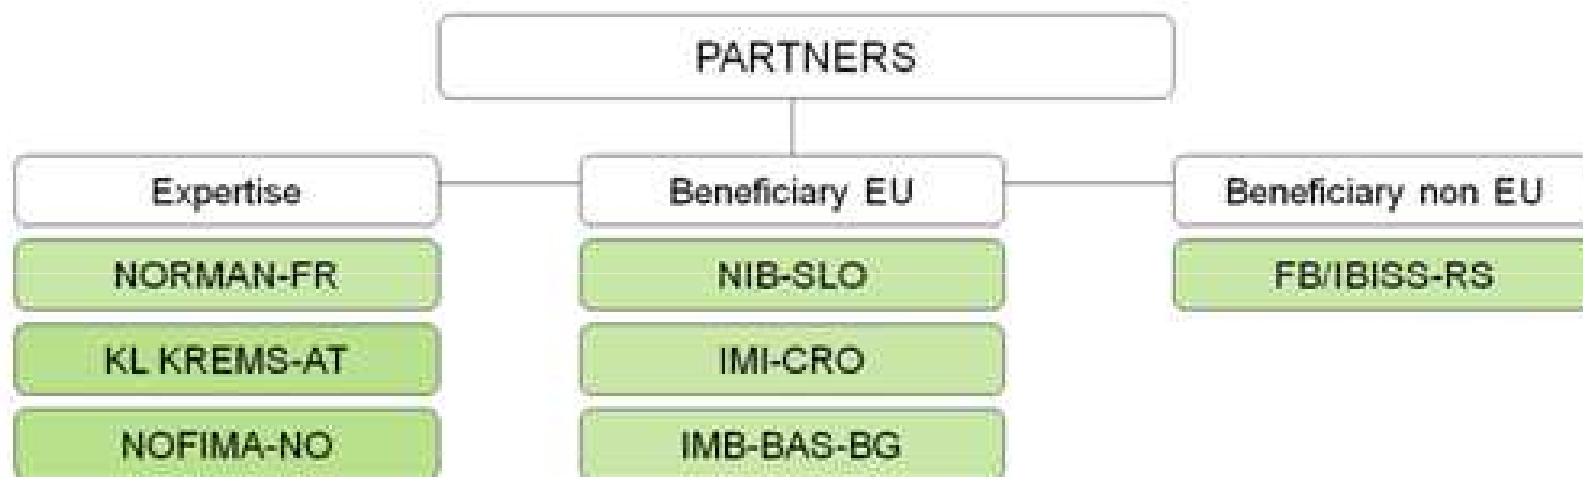 PARTNERS
Expertise
Beneficiary EU
Beneficiary non EU
NORMAN-FR
NIB-SLO
FB/IBISS-RS
KL KREMS-AT
IMI-CRO
NOFIMA-NO
IMB-BAS-BG